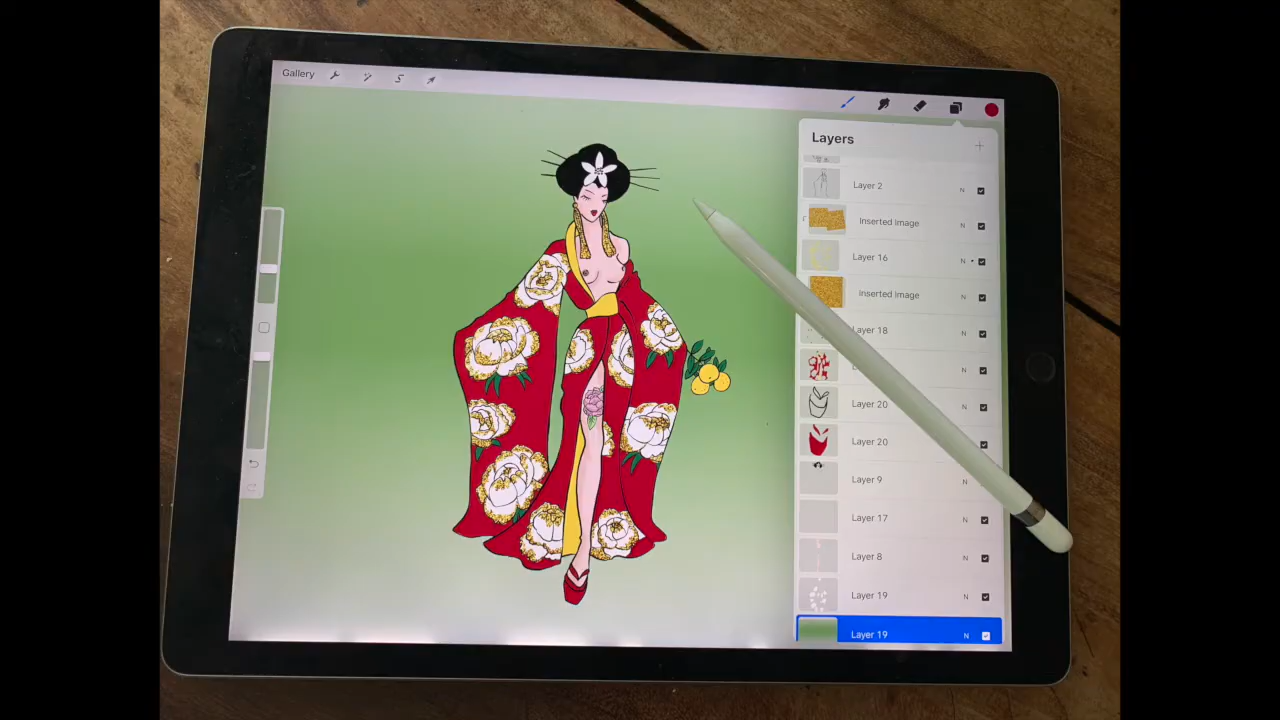 Gallery
Layers
Layer 2 N
Inserted Image N
Layer 16 N
Inserted Image N
Layer 18 N
N
Layer 20 N
Layer 20
Layer 9 N
Layer 17 N
Layer 8 N
Layer 19 N
Layer 19 N